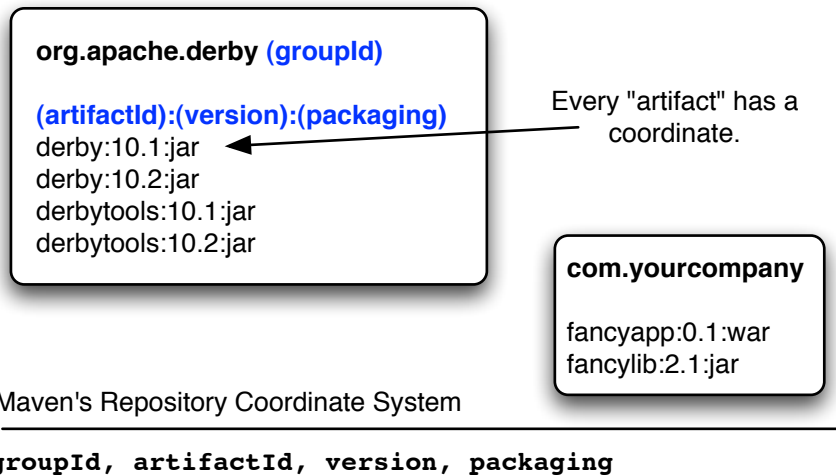 org.apache.derby (groupId)
(artifactId):(version):(packaging)
derby:10.1:jar
derby:10.2:jar
derbytools:10.1:jar
derbytools:10.2:jar
Every "artifact" has a
coordinate.
com.yourcompany
fancyapp:0.1:war
fancylib:2.1:jar
Maven's Repository Coordinate System
groupId, artifactId, version, packaging